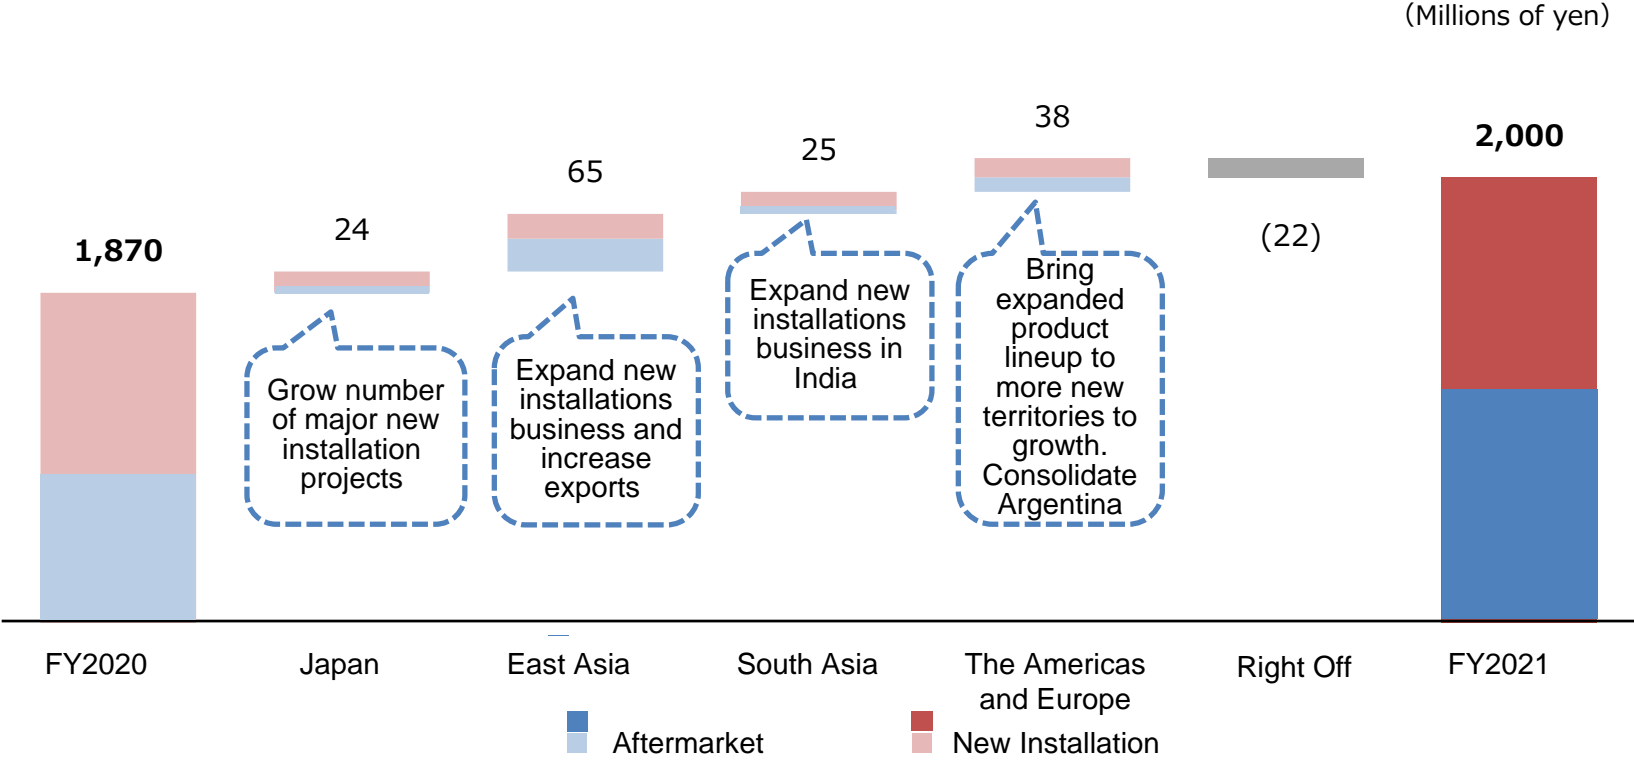 （Millions of yen）
1,870
24
65
25
38
(22)
2,000
Grow number
of major new
installation
projects
Expand new
installations
business and
increase
exports
Expand new
installations
business in
India
Bring
expanded
product
lineup to
more new
territories to
growth.
Consolidate
Argentina
FY2020
Japan
East Asia
South Asia
The Americas
and Europe
Right Off
FY2021
Aftermarket
New Installation